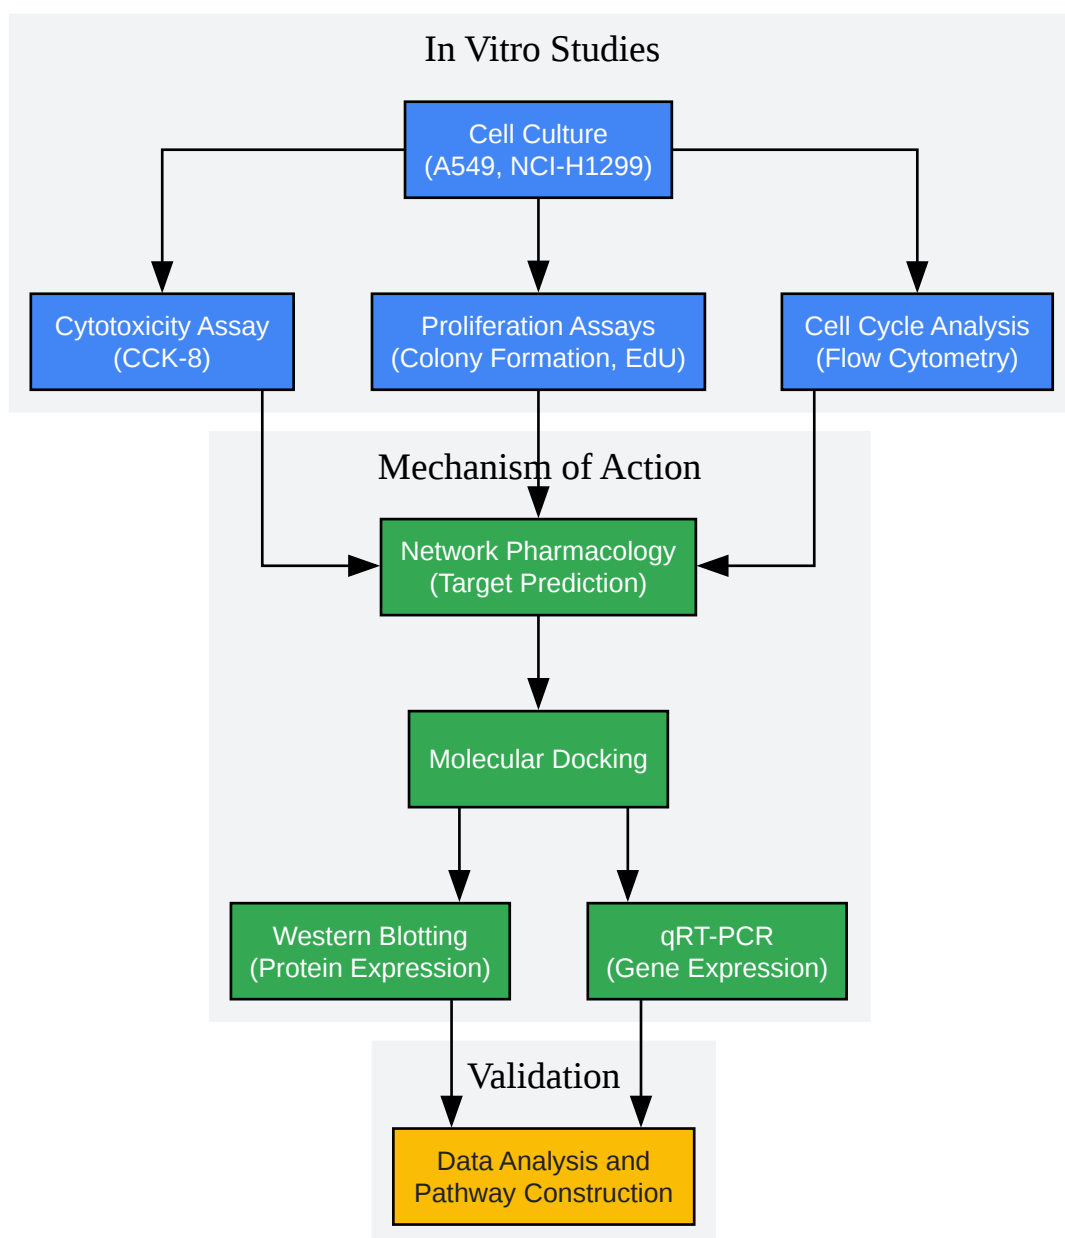 In Vitro Studies
Cell Culture
(A549, NCI-H1299)
Cytotoxicity Assay
(CCK-8)
Proliferation Assays
(Colony Formation, EdU)
Cell Cycle Analysis
(Flow Cytometry)
Mechanism of Action
Network Pharmacology
(Target Prediction)
Molecular Docking
Western Blotting
(Protein Expression)
qRT-PCR
(Gene Expression)
Validation
Data Analysis and
Pathway Construction